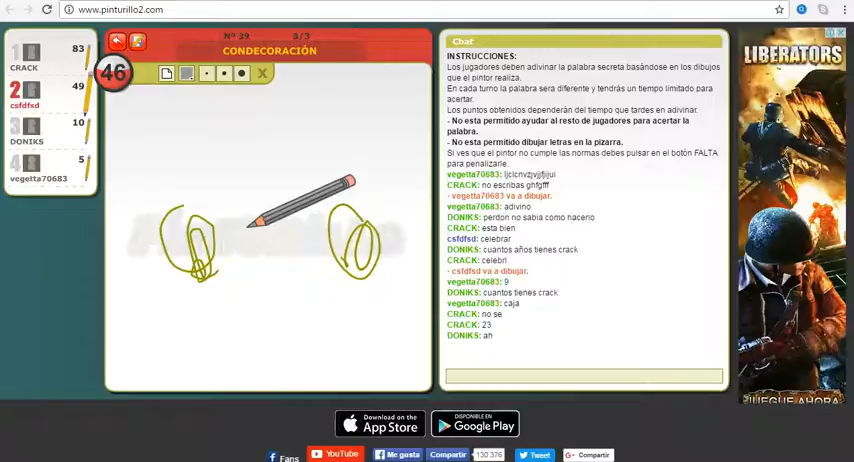 www.pinturillo2.com
1 83
CRACK
2 49
csfdfsd
3 10
DONIKS
4 5
vegetta70683
Nº 39 3/3
CONDECORACIÓN
46
Chat
INSTRUCCIONES:
Los jugadores deben adivinar la palabra secreta basándose en los dibujos
que el pintor realiza.
En cada turno la palabra sera diferente y tendrás un tiempo limitado para
acertar.
Los puntos obtenidos dependerán del tiempo que tardes en adivinar.
- No esta permitido ayudar al resto de jugadores para acertar la
palabra.
- No esta permitido dibujar letras en la pizarra.
Si ves que el pintor no cumple las normas debes pulsar en el botón FALTA
para penalizarle.
vegetta70683: ljclcnvzjvjjfjijui
CRACK: no escribas ghfgfff
- vegetta70683 va a dibujar.
vegetta70683: adivino
DONIKS: perdon no sabia como hacerlo
CRACK: esta bien
csfdfsd: celebrar
DONIKS: cuantos años tienes crack
CRACK: celebrl
- csfdfsd va a dibujar.
vegetta70683: 9
DONIKS: cuantos tienes crack
vegetta70683: caja
CRACK: no se
CRACK: 23
DONIKS: ah
LIBERATORS
¡JUEGUE AHORA
Download on the
App Store
DISPONIBLE EN
Google Play
Fans
YouTube
Me gusta
Compartir
130 376
Tweet
G+ Compartir